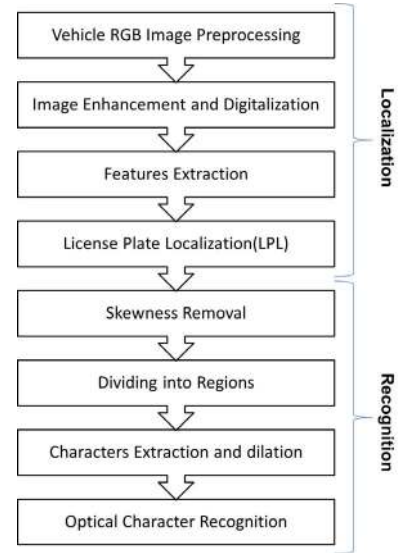 Vehicle RGB Image Preprocessing
Image Enhancement and Digitalization
Features Extraction
License Plate Localization(LPL)
Localization
Skewness Removal
Dividing into Regions
Characters Extraction and dilation
Optical Character Recognition
Recognition